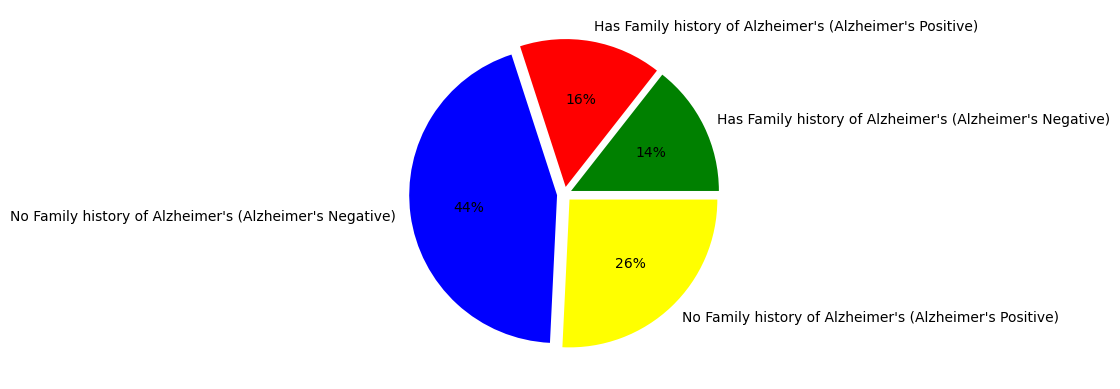 Has Family history of Alzheimer's (Alzheimer's Positive)
16%
Has Family history of Alzheimer's (Alzheimer's Negative)
14%
44%
No Family history of Alzheimer's (Alzheimer's Negative)
26%
No Family history of Alzheimer's (Alzheimer's Positive)